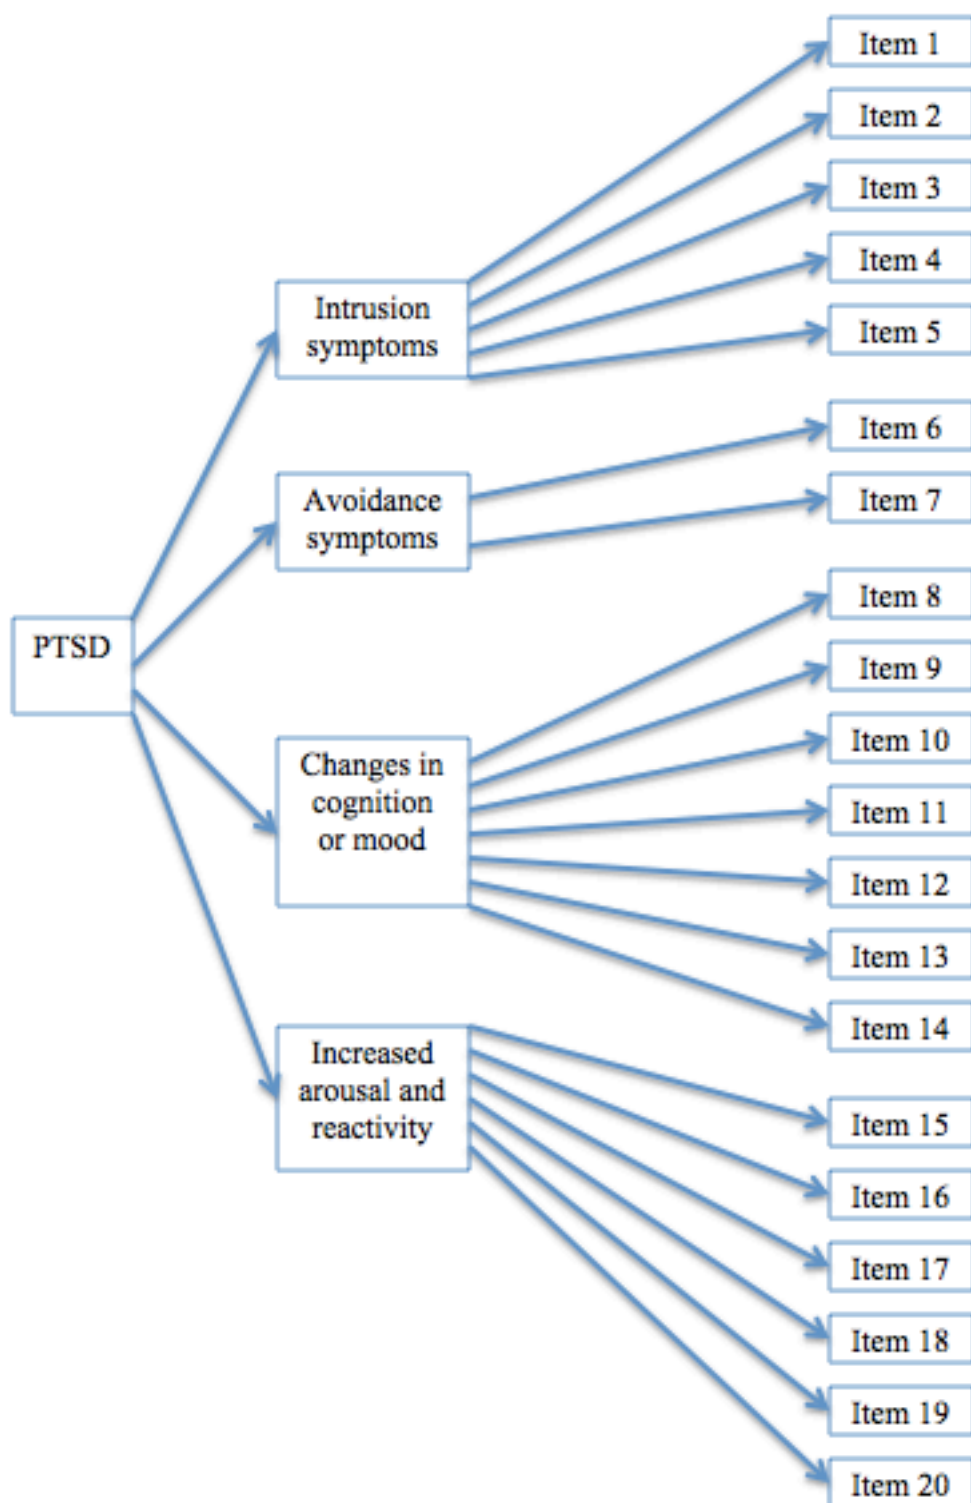 PTSD
Intrusion
symptoms
Avoidance
symptoms
Changes in
cognition
or mood
Increased
arousal and
reactivity
Item 1
Item 2
Item 3
Item 4
Item 5
Item 6
Item 7
Item 8
Item 9
Item 10
Item 11
Item 12
Item 13
Item 14
Item 15
Item 16
Item 17
Item 18
Item 19
Item 20